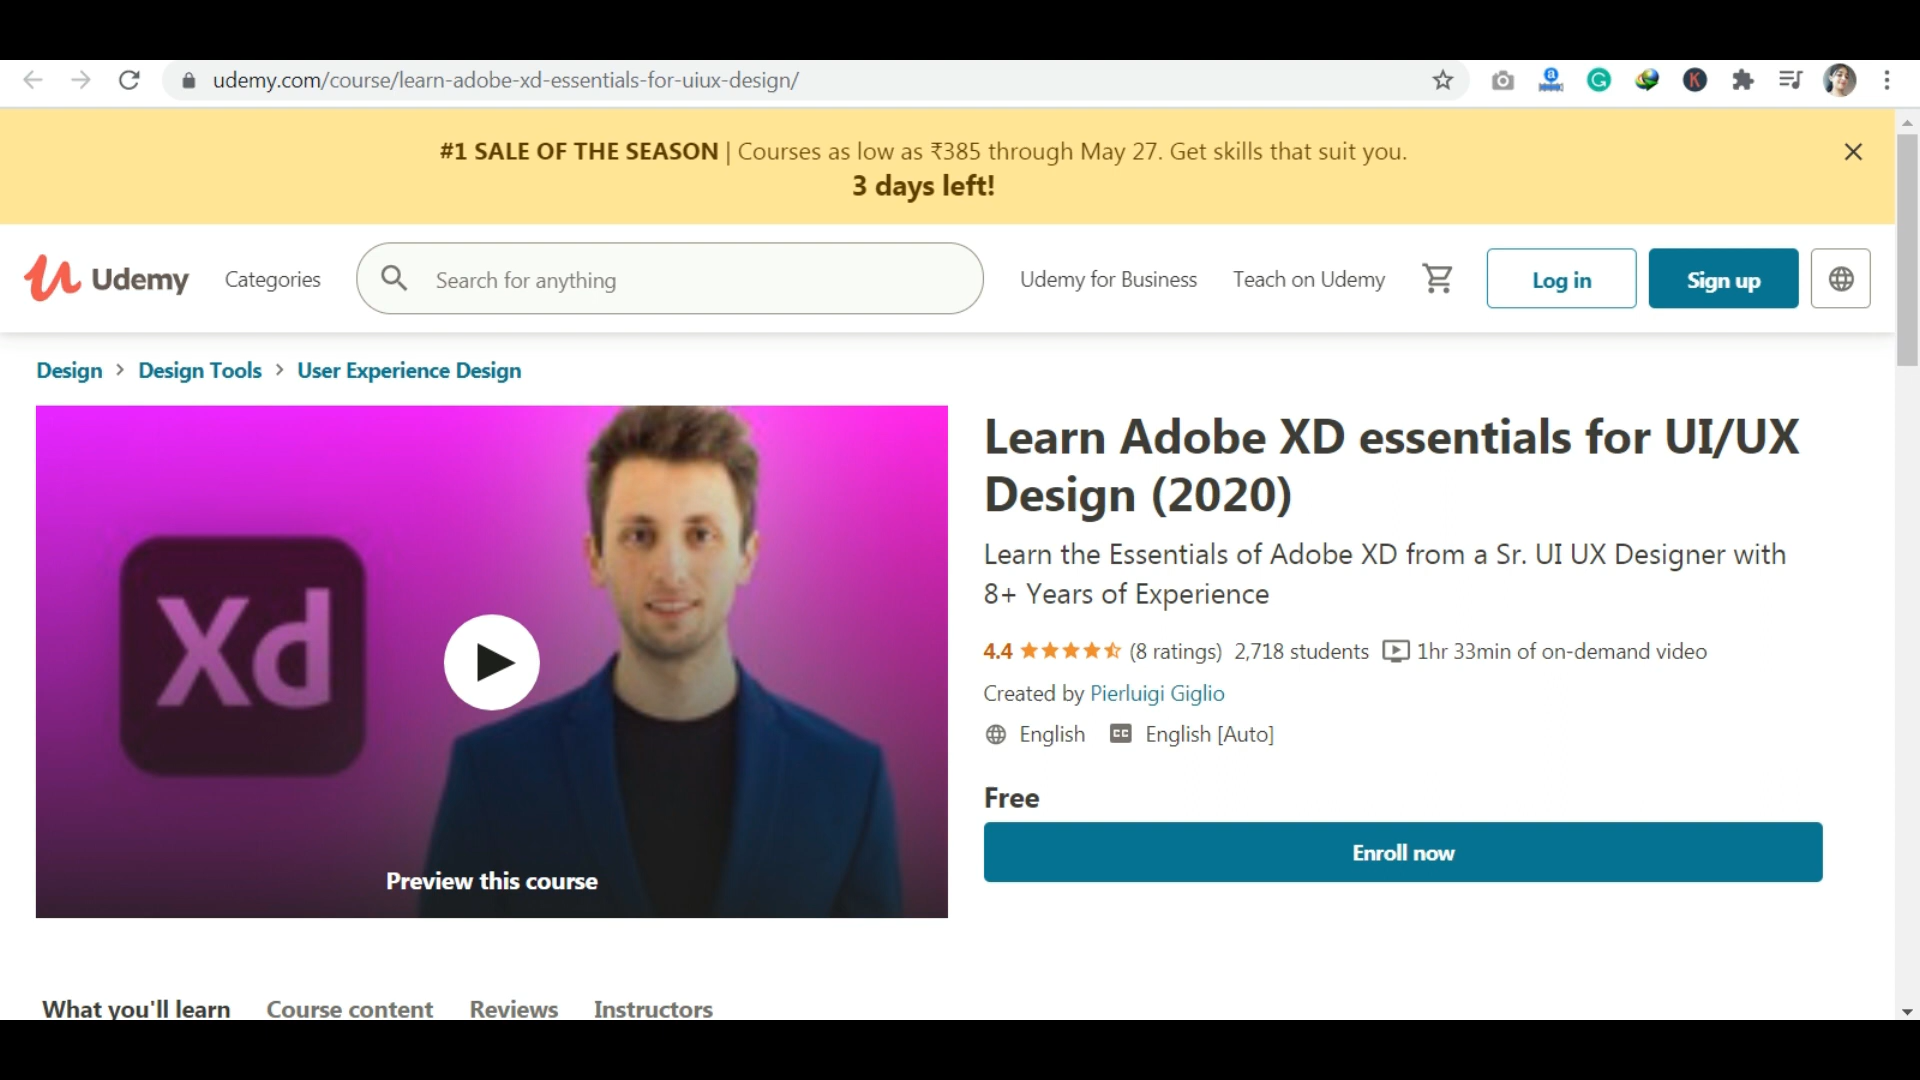 udemy.com/course/learn-adobe-xd-essentials-for-uiux-design/
a
G
K
#1 SALE OF THE SEASON | Courses as low as ₹385 through May 27. Get skills that suit you.
3 days left!
Udemy
Categories
Search for anything
Udemy for Business
Teach on Udemy
Log in
Sign up
Design > Design Tools > User Experience Design
Xd
Preview this course
Learn Adobe XD essentials for UI/UX
Design (2020)
Learn the Essentials of Adobe XD from a Sr. UI UX Designer with
8+ Years of Experience
4.4 (8 ratings) 2,718 students 1hr 33min of on-demand video
Created by Pierluigi Giglio
English CC English [Auto]
Free
Enroll now
What you'll learn
Course content
Reviews
Instructors